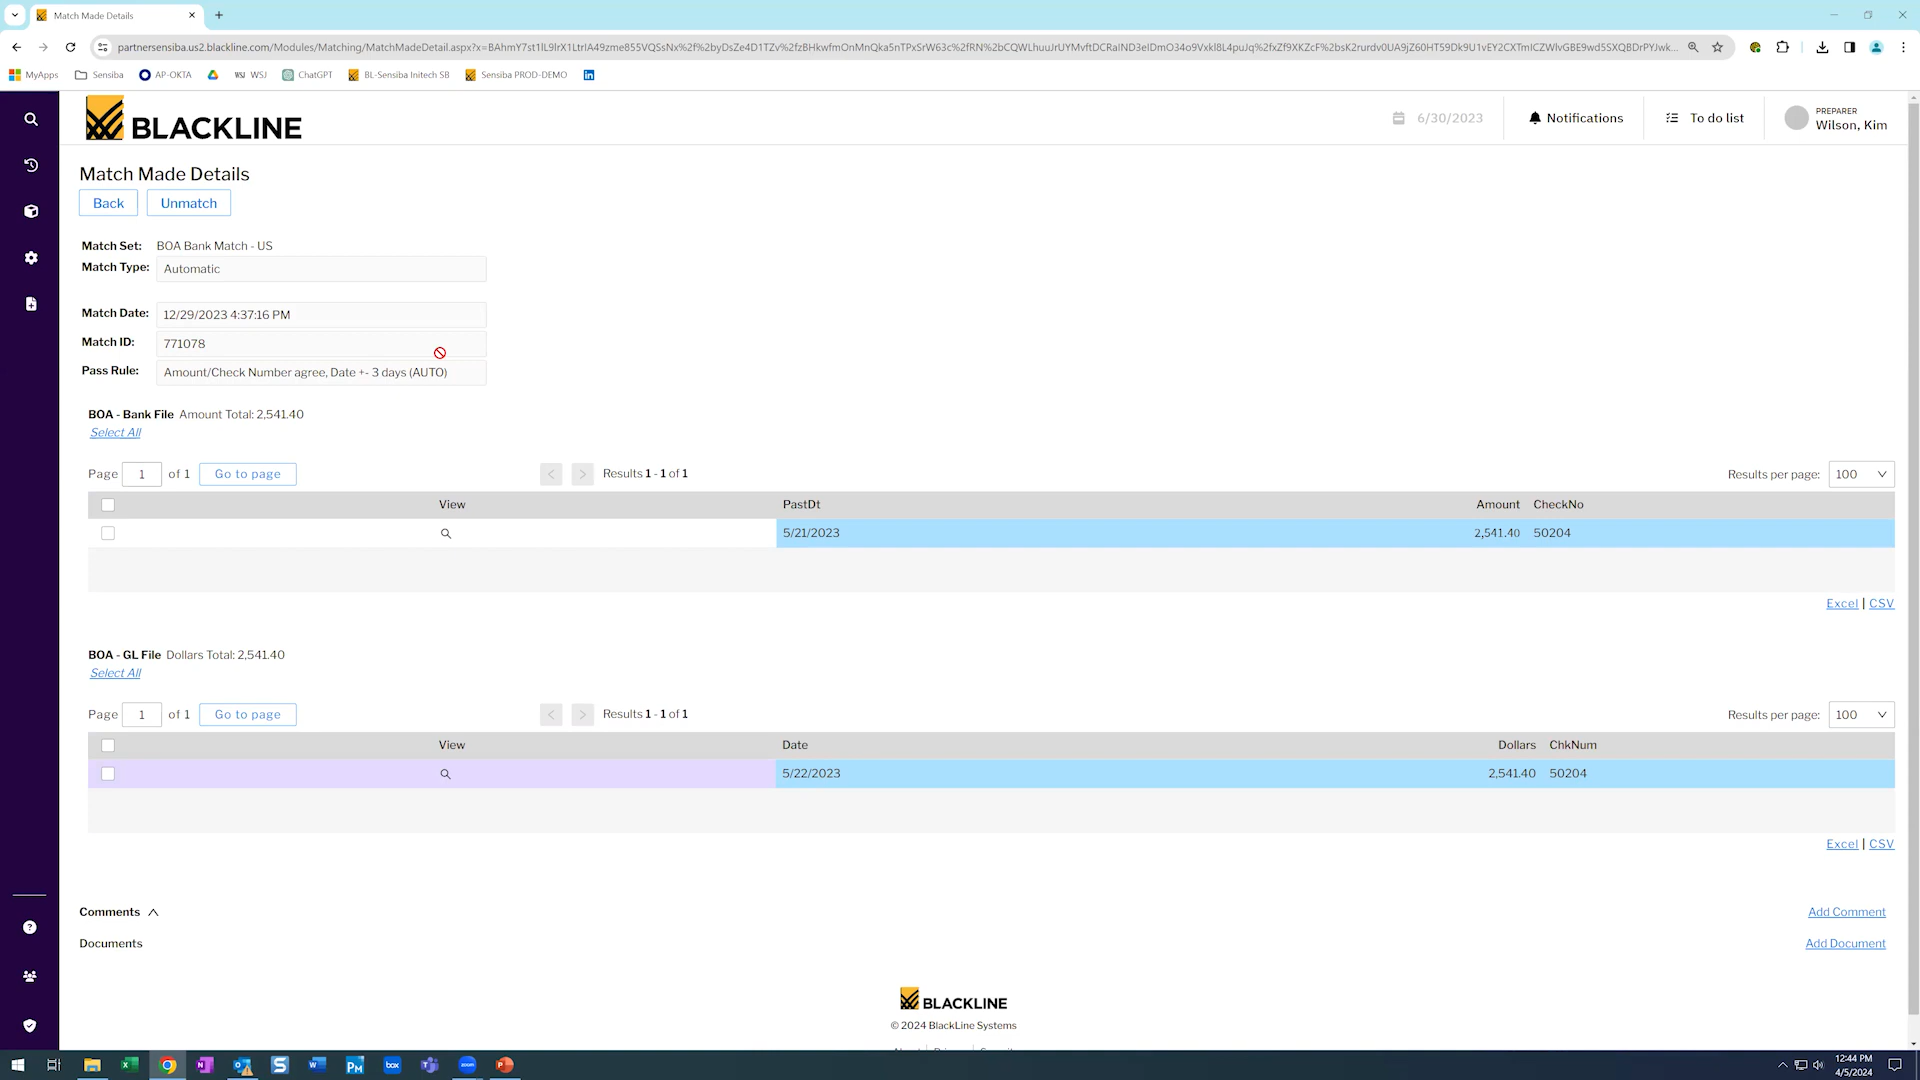 Match Made Details
partnersensiba.us2.blackline.com/Modules/Matching/MatchMadeDetail.aspx?x=
MyApps Sensiba AP-OKTA WSJ WSJ ChatGPT BL-Sensiba Initech SB Sensiba PROD-DEMO
BLACKLINE
6/30/2023 Notifications To do list PREPARER
Wilson, Kim
Match Made Details
Back Unmatch
Match Set: BOA Bank Match - US
Match Type: Automatic
Match Date: 12/29/2023 4:37:16 PM
Match ID: 771078
Pass Rule: Amount/Check Number agree, Date +- 3 days (AUTO)
BOA - Bank File Amount Total: 2,541.40
Select All
Page 1 of 1 Go to page < > Results 1 - 1 of 1 Results per page: 100
View PastDt Amount CheckNo
5/21/2023 2,541.40 50204
Excel | CSV
BOA - GL File Dollars Total: 2,541.40
Select All
Page 1 of 1 Go to page < > Results 1 - 1 of 1 Results per page: 100
View Date Dollars ChkNum
5/22/2023 2,541.40 50204
Excel | CSV
Comments Add Comment
Documents Add Document
BLACKLINE
© 2024 BlackLine Systems
12:44 PM
4/5/2024